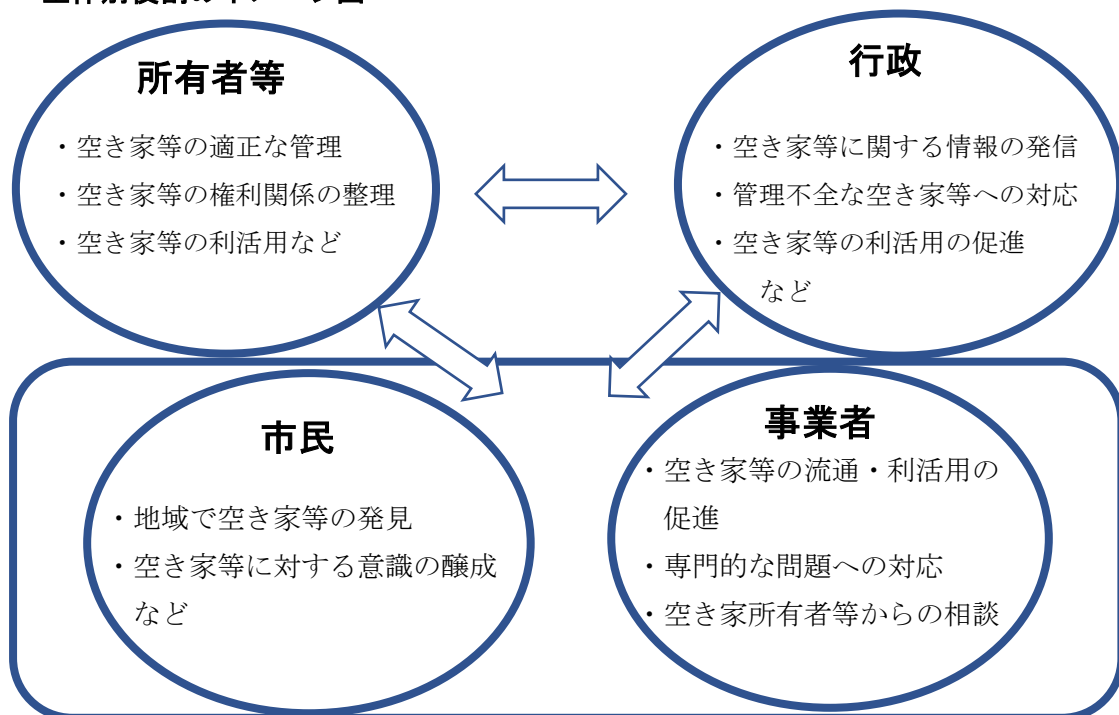 所有者等
・空き家等の適正な管理
・空き家等の権利関係の整理
・空き家等の利活用など
行政
・空き家等に関する情報の発信
・管理不全な空き家等への対応
・空き家等の利活用の促進
など
市民
・地域で空き家等の発見
・空き家等に対する意識の醸成
など
事業者
・空き家等の流通・利活用の
促進
・専門的な問題への対応
・空き家所有者等からの相談